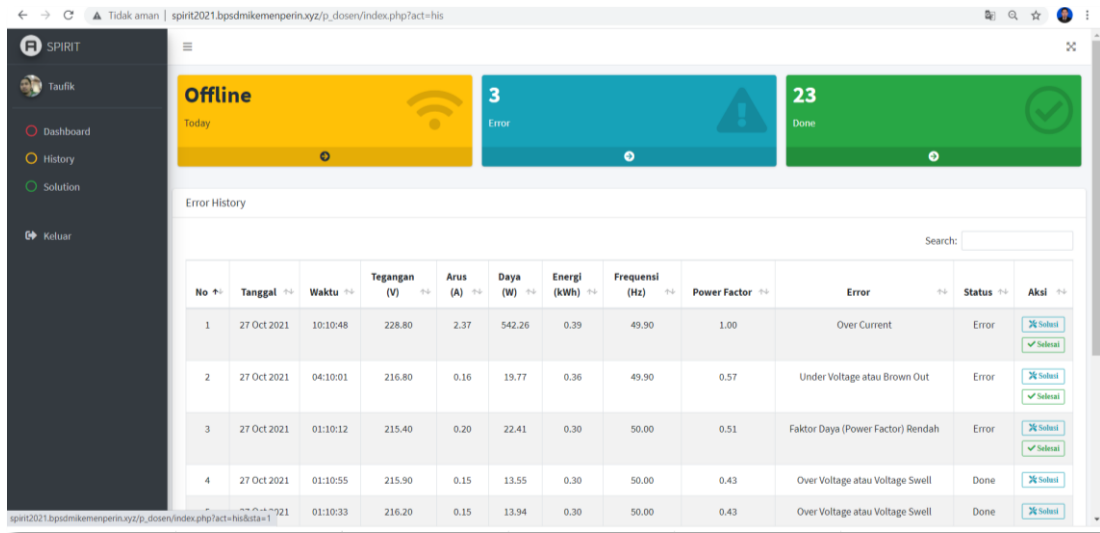 Tidak aman | spirit2021.bpsdmikemenperin.xyz/p_dosen/index.php?act=his
SPIRIT
Taufik
Dashboard
History
Solution
Keluar
Offline
Today
3
Error
23
Done
Error History
Search:
No Tanggal Waktu Tegangan (V) Arus (A) Daya (W) Energi (kWh) Frequensi (Hz) Power Factor Error Status Aksi
1 27 Oct 2021 10:10:48 228.80 2.37 542.26 0.39 49.90 1.00 Over Current Error Solusi
Selesai
2 27 Oct 2021 04:10:01 216.80 0.16 19.77 0.36 49.90 0.57 Under Voltage atau Brown Out Error Solusi
Selesai
3 27 Oct 2021 01:10:12 215.40 0.20 22.41 0.30 50.00 0.51 Faktor Daya (Power Factor) Rendah Error Solusi
Selesai
4 27 Oct 2021 01:10:55 215.90 0.15 13.55 0.30 50.00 0.43 Over Voltage atau Voltage Swell Done Solusi
01:10:33 216.20 0.15 13.94 0.30 50.00 0.43 Over Voltage atau Voltage Swell Done Solusi
spirit2021.bpsdmikemenperin.xyz/p_dosen/index.php?act=his&sta=1